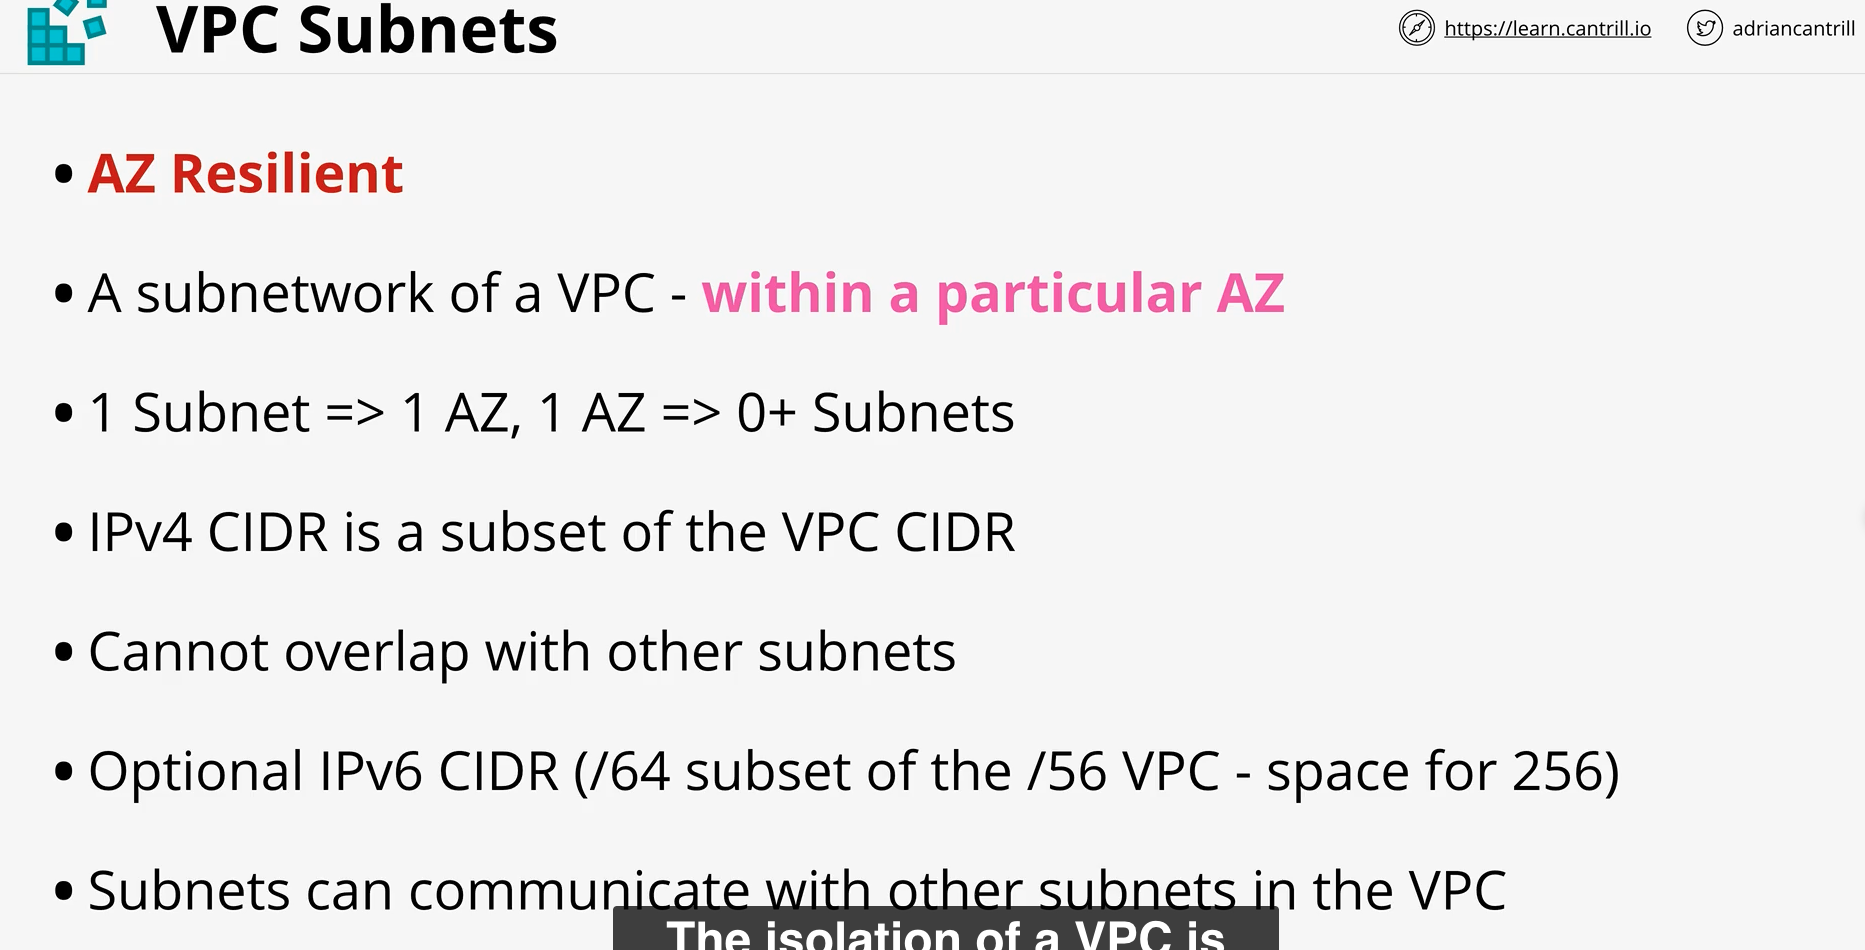 VPC Subnets
https://learn.cantrill.io
adriancantrill
• AZ Resilient
• A subnetwork of a VPC - within a particular AZ
• 1 Subnet => 1 AZ, 1 AZ => 0+ Subnets
• IPv4 CIDR is a subset of the VPC CIDR
• Cannot overlap with other subnets
• Optional IPv6 CIDR (/64 subset of the /56 VPC - space for 256)
• Subnets can communicate with other subnets in the VPC
The isolation of a VPC is